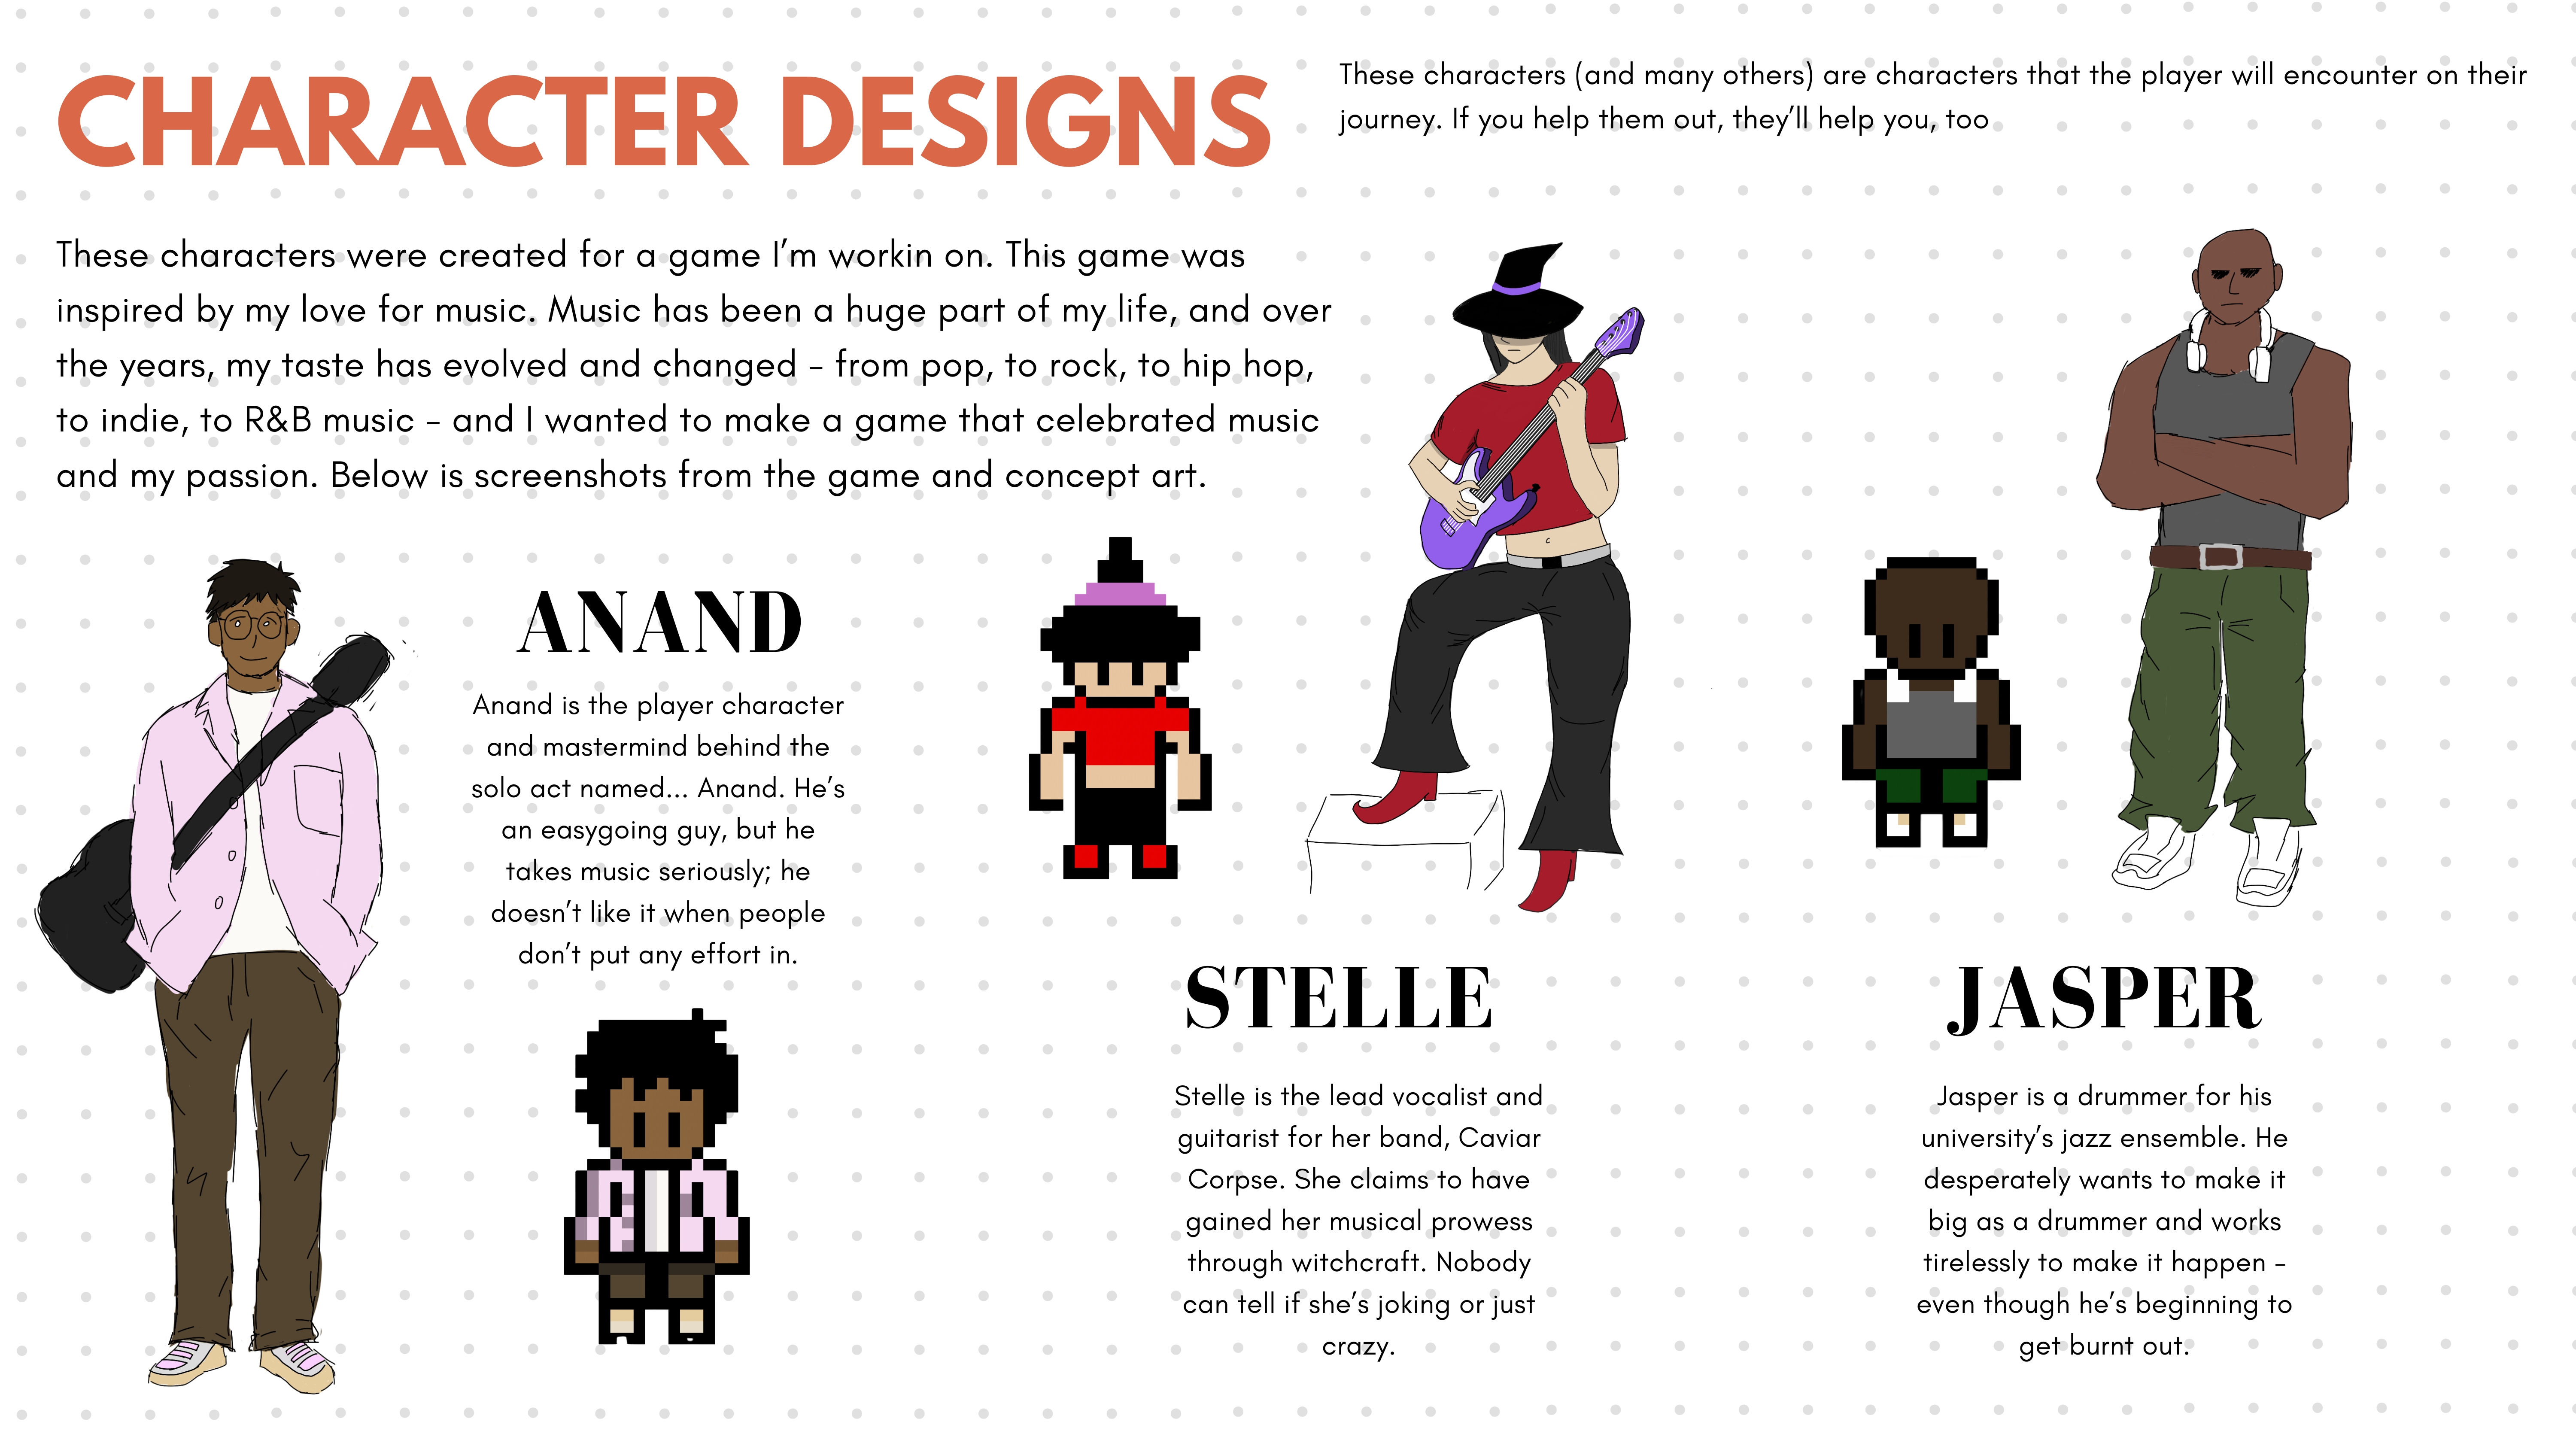 CHARACTER DESIGNS
These characters (and many others) are characters that the player will encounter on their
journey. If you help them out, they'll help you, too
These characters were created for a game I'm workin on. This game was
inspired by my love for music. Music has been a huge part of my life, and over
the years, my taste has evolved and changed - from pop, to rock, to hip hop,
to indie, to R&B music - and I wanted to make a game that celebrated music
and my passion. Below is screenshots from the game and concept art.
ANAND
Anand is the player character
and mastermind behind the
solo act named... Anand. He's
an easygoing guy, but he
takes music seriously; he
doesn't like it when people
don't put any effort in.
STELLE
Stelle is the lead vocalist and
guitarist for her band, Caviar
Corpse. She claims to have
gained her musical prowess
through witchcraft. Nobody
can tell if she's joking or just
crazy.
JASPER
Jasper is a drummer for his
university's jazz ensemble. He
desperately wants to make it
big as a drummer and works
tirelessly to make it happen -
even though he's beginning to
get burnt out.